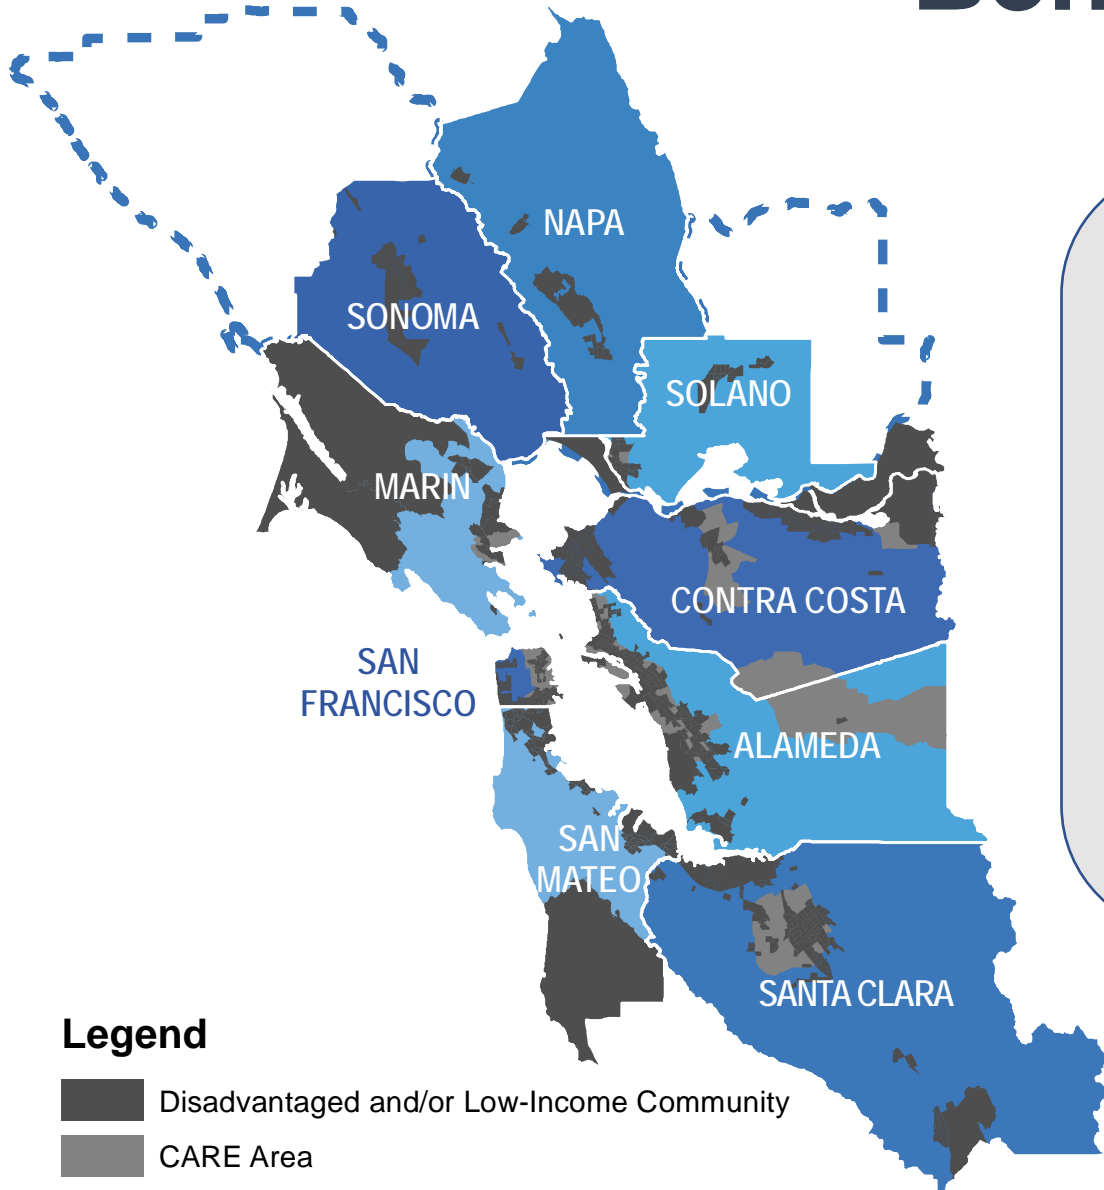 NAPA
SONOMA
SOLANO
MARIN
CONTRA COSTA
SAN
FRANCISCO
ALAMEDA
SAN
MATEO
SANTA CLARA
Legend
Disadvantaged and/or Low-Income Community
CARE Area